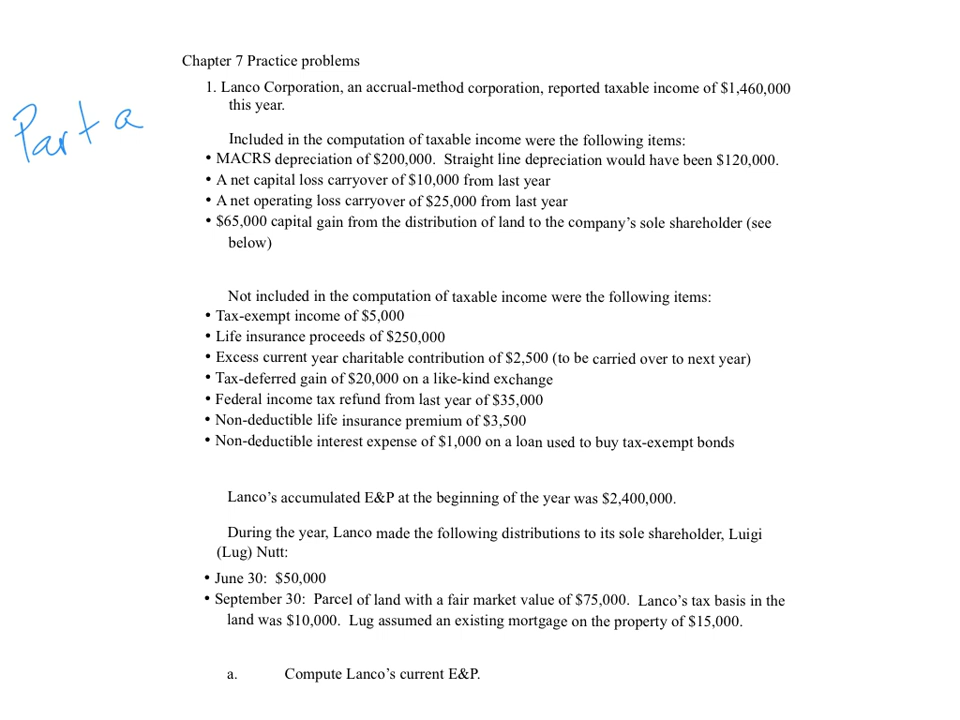 Chapter 7 Practice problems
1. Lanco Corporation, an accrual-method corporation, reported taxable income of $1,460,000
this year.
Part a
Included in the computation of taxable income were the following items:
• MACRS depreciation of $200,000. Straight line depreciation would have been $120,000.
• A net capital loss carryover of $10,000 from last year
• A net operating loss carryover of $25,000 from last year
• $65,000 capital gain from the distribution of land to the company's sole shareholder (see
below)
Not included in the computation of taxable income were the following items:
• Tax-exempt income of $5,000
• Life insurance proceeds of $250,000
• Excess current year charitable contribution of $2,500 (to be carried over to next year)
• Tax-deferred gain of $20,000 on a like-kind exchange
• Federal income tax refund from last year of $35,000
• Non-deductible life insurance premium of $3,500
• Non-deductible interest expense of $1,000 on a loan used to buy tax-exempt bonds
Lanco's accumulated E&P at the beginning of the year was $2,400,000.
During the year, Lanco made the following distributions to its sole shareholder, Luigi
(Lug) Nutt:
• June 30: $50,000
• September 30: Parcel of land with a fair market value of $75,000. Lanco's tax basis in the
land was $10,000. Lug assumed an existing mortgage on the property of $15,000.
a. Compute Lanco's current E&P.